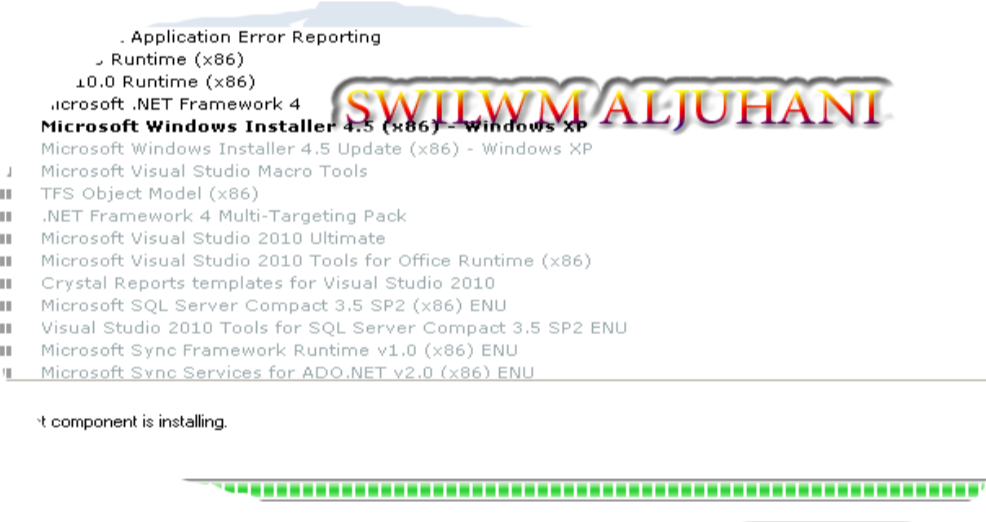 Application Error Reporting
Runtime (x86)
10.0 Runtime (x86)
.NET Framework 4
SWILWM ALJUHANI
Microsoft Windows Installer 4.5 (x86) - Windows XP
Microsoft Windows Installer 4.5 Update (x86) - Windows XP
Microsoft Visual Studio Macro Tools
TFS Object Model (x86)
.NET Framework 4 Multi-Targeting Pack
Microsoft Visual Studio 2010 Ultimate
Microsoft Visual Studio 2010 Tools for Office Runtime (x86)
Crystal Reports templates for Visual Studio 2010
Microsoft SQL Server Compact 3.5 SP2 (x86) ENU
Visual Studio 2010 Tools for SQL Server Compact 3.5 SP2 ENU
Microsoft Sync Framework Runtime v1.0 (x86) ENU
Microsoft Sync Services for ADO.NET v2.0 (x86) ENU
component is installing.